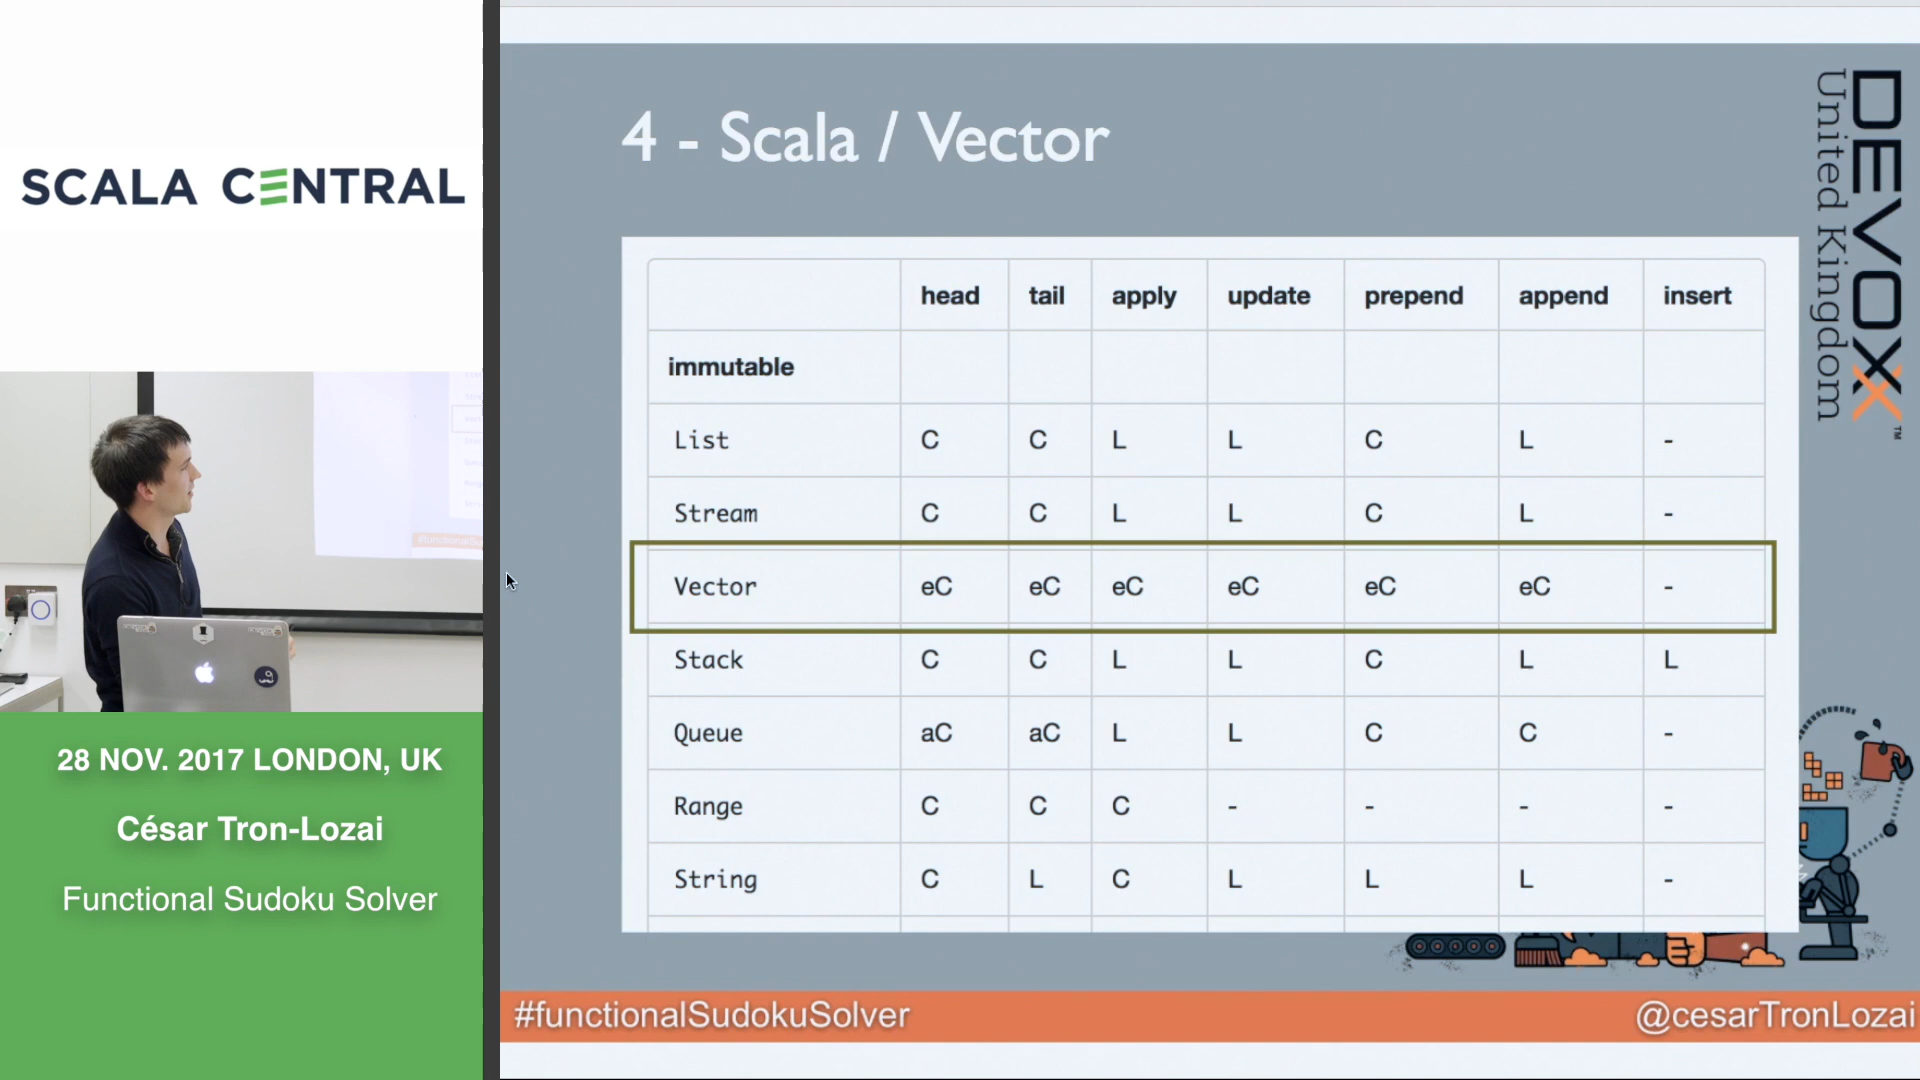 SCALA CENTRAL
28 NOV. 2017 LONDON, UK
César Tron-Lozai
Functional Sudoku Solver
4 - Scala / Vector
head tail apply update prepend append insert
immutable
List C C L L C L -
Stream C C L L C L -
Vector eC eC eC eC eC eC -
Stack C C L L C L L
Queue aC aC L L C C -
Range C C C - - - -
String C L C L L L -
DEVOXX™
United Kingdom
#functionalSudokuSolver
@cesarTronLozai